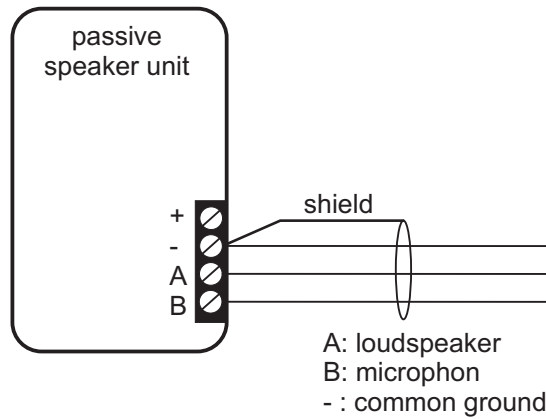 passive
speaker unit
+
-
A
B
shield
A: loudspeaker
B: microphon
- : common ground